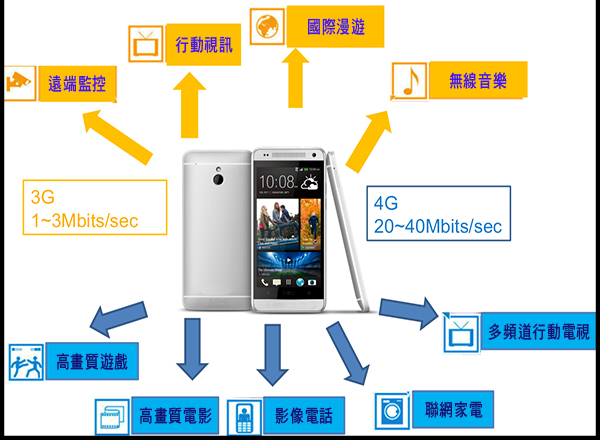 國際漫遊
行動視訊
遠端監控
無線音樂
3G
1~3Mbits/sec
10:08
4G
20~40Mbits/sec
多頻道行動電視
高畫質遊戲
高畫質電影
影像電話
聯網家電